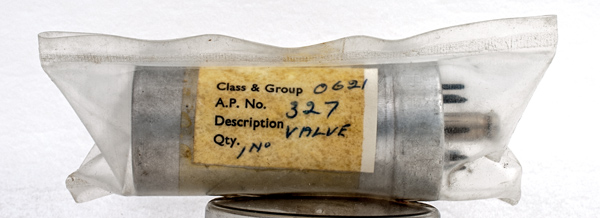 Class & Group 0621
A.P. No. 327
Description VALVE
Qty. 1 No